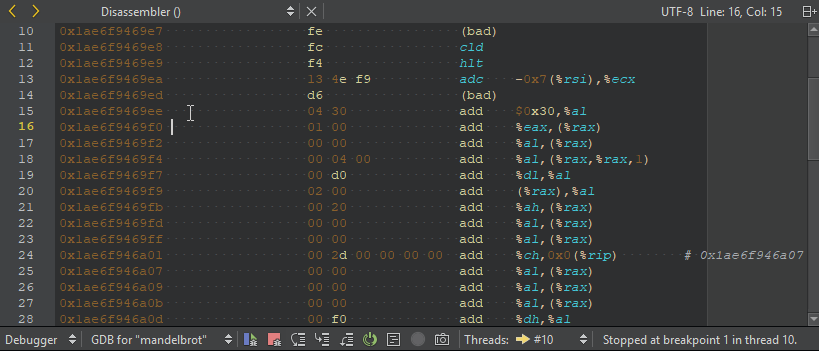 Disassembler () UTF-8 Line: 16, Col: 15
10 0x1ae6f9469e7 fe (bad)
11 0x1ae6f9469e8 fc cld
12 0x1ae6f9469e9 f4 hlt
13 0x1ae6f9469ea 13 4e f9 adc -0x7(%rsi),%ecx
14 0x1ae6f9469ed d6 (bad)
15 0x1ae6f9469ee 04 30 add $0x30,%al
16 0x1ae6f9469f0 01 00 add %eax,(%rax)
17 0x1ae6f9469f2 00 00 add %al,(%rax)
18 0x1ae6f9469f4 00 04 00 add %al,(%rax,%rax,1)
19 0x1ae6f9469f7 00 d0 add %dl,%al
20 0x1ae6f9469f9 02 00 add (%rax),%al
21 0x1ae6f9469fb 00 20 add %ah,(%rax)
22 0x1ae6f9469fd 00 00 add %al,(%rax)
23 0x1ae6f9469ff 00 00 add %al,(%rax)
24 0x1ae6f946a01 00 2d 00 00 00 00 add %ch,0x0(%rip) # 0x1ae6f946a07
25 0x1ae6f946a07 00 00 add %al,(%rax)
26 0x1ae6f946a09 00 00 add %al,(%rax)
27 0x1ae6f946a0b 00 00 add %al,(%rax)
28 0x1ae6f946a0d 00 f0 add %dh,%al
Debugger GDB for "mandelbrot" Threads: #10 Stopped at breakpoint 1 in thread 10.